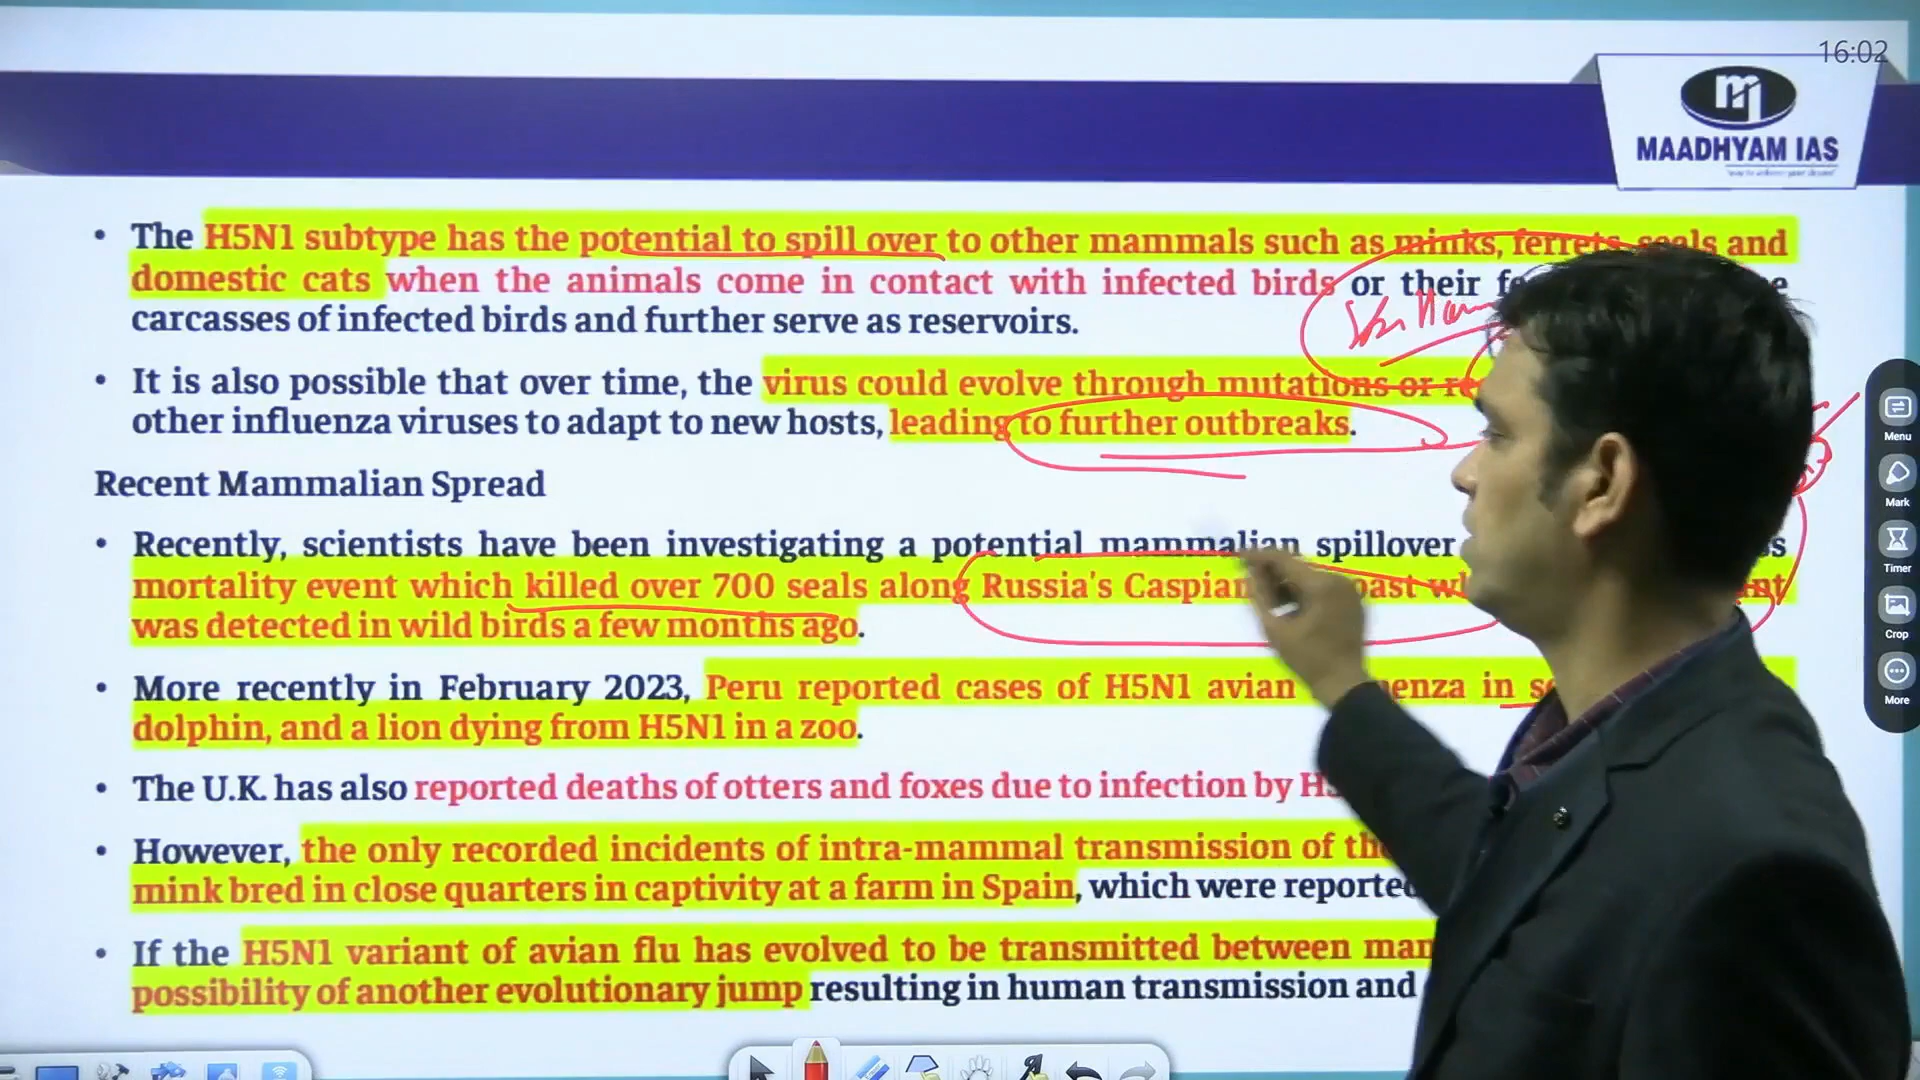 16:02
MAADHYAM IAS
The H5N1 subtype has the potential to spill over to other mammals such as minks, ferrets, seals and
domestic cats when the animals come in contact with infected birds or their
carcasses of infected birds and further serve as reservoirs.
It is also possible that over time, the virus could evolve through mutations or
other influenza viruses to adapt to new hosts, leading to further outbreaks.
Recent Mammalian Spread
Recently, scientists have been investigating a potential mammalian spillover
mortality event which killed over 700 seals along Russia's Caspian
was detected in wild birds a few months ago.
More recently in February 2023, Peru reported cases of H5N1 avian in
dolphin, and a lion dying from H5N1 in a zoo.
The U.K. has also reported deaths of otters and foxes due to infection by
However, the only recorded incidents of intra-mammal transmission of
mink bred in close quarters in captivity at a farm in Spain, which were
If the H5N1 variant of avian flu has evolved to be transmitted between
possibility of another evolutionary jump resulting in human transmission and
Menu
Mark
Timer
Crop
More